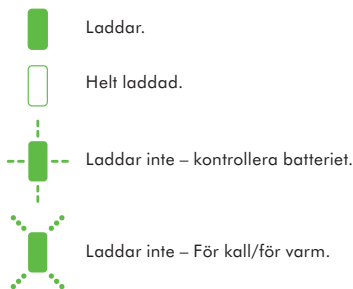 Laddar.
Helt laddad.
Laddar inte – kontrollera batteriet.
Laddar inte – För kall/för varm.